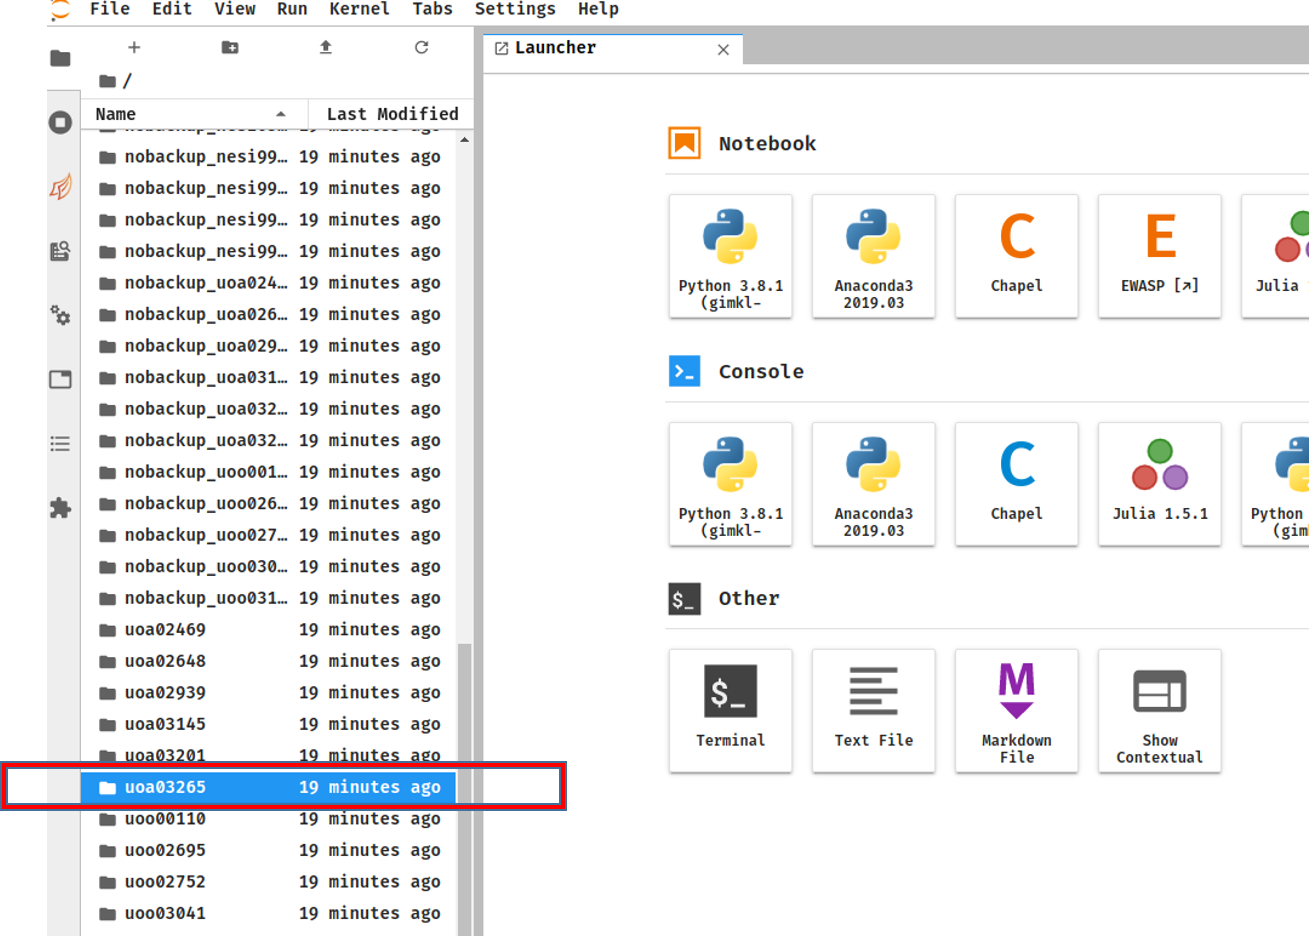 File Edit View Run Kernel Tabs Settings Help
Launcher
/
Name Last Modified
nobackup_nesi99… 19 minutes ago
nobackup_nesi99… 19 minutes ago
nobackup_nesi99… 19 minutes ago
nobackup_nesi99… 19 minutes ago
nobackup_uoa024… 19 minutes ago
nobackup_uoa026… 19 minutes ago
nobackup_uoa029… 19 minutes ago
nobackup_uoa031… 19 minutes ago
nobackup_uoa032… 19 minutes ago
nobackup_uoa032… 19 minutes ago
nobackup_uoo001… 19 minutes ago
nobackup_uoo026… 19 minutes ago
nobackup_uoo027… 19 minutes ago
nobackup_uoo030… 19 minutes ago
nobackup_uoo031… 19 minutes ago
uoa02469 19 minutes ago
uoa02648 19 minutes ago
uoa02939 19 minutes ago
uoa03145 19 minutes ago
uoa03201 19 minutes ago
uoa03265 19 minutes ago
uoo00110 19 minutes ago
uoo02695 19 minutes ago
uoo02752 19 minutes ago
uoo03041 19 minutes ago
Notebook
Python 3.8.1
(gimkl-
Anaconda3
2019.03
C
Chapel
E
EWASP [↗]
Julia
Console
Python 3.8.1
(gimkl-
Anaconda3
2019.03
C
Chapel
Julia 1.5.1
Python
(gim
$_
Other
$_
Terminal
Text File
M
Markdown
File
Show
Contextual